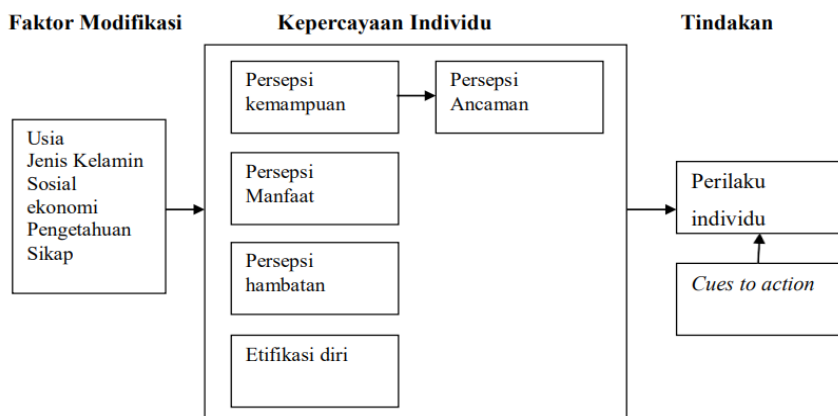 Faktor Modifikasi
Kepercayaan Individu
Tindakan
Usia
Jenis Kelamin
Sosial
ekonomi
Pengetahuan
Sikap
Persepsi
kemampuan
Persepsi
Ancaman
Persepsi
Manfaat
Persepsi
hambatan
Etifikasi diri
Perilaku
individu
Cues to action